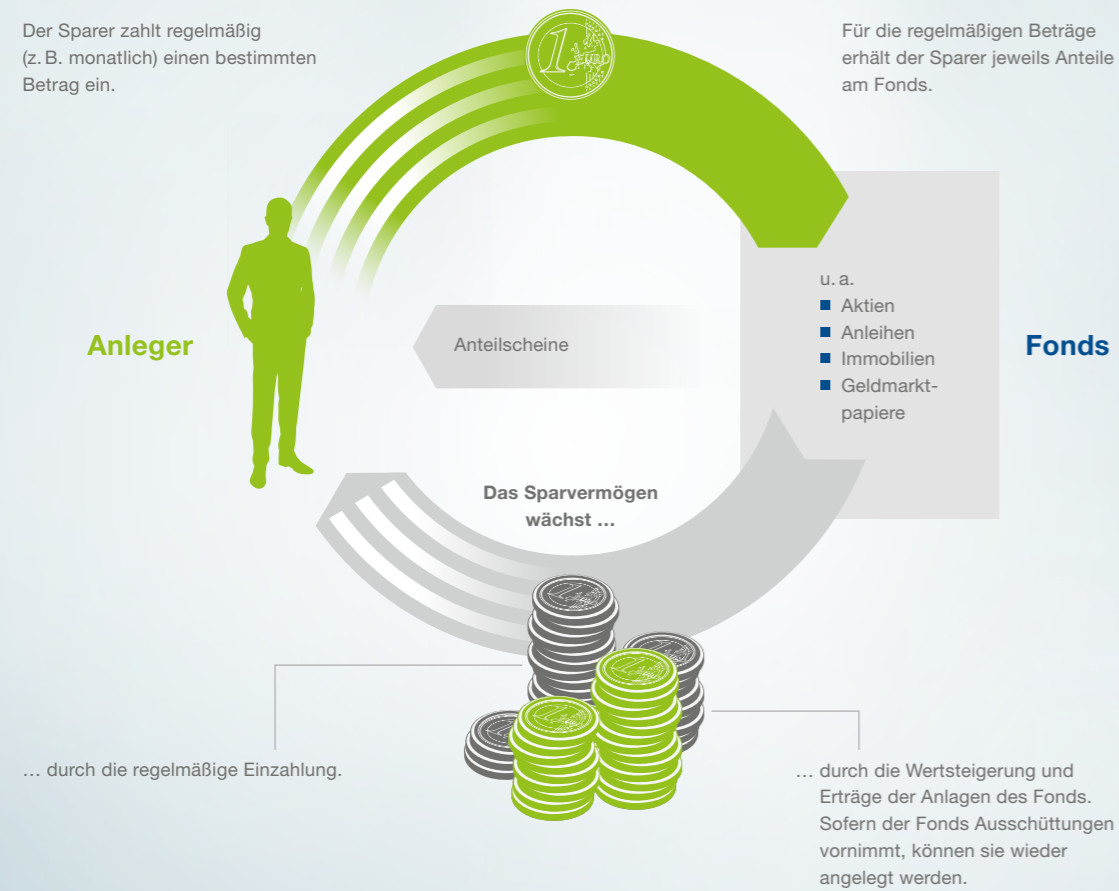 Der Sparer zahlt regelmäßig
(z. B. monatlich) einen bestimmten
Betrag ein.
Für die regelmäßigen Beträge
erhält der Sparer jeweils Anteile
am Fonds.
1
EURO
Anleger
Anteilscheine
u. a.
Aktien
Anleihen
Immobilien
Geldmarkt-
papiere
Fonds
Das Sparvermögen
wächst …
… durch die regelmäßige Einzahlung.
… durch die Wertsteigerung und
Erträge der Anlagen des Fonds.
Sofern der Fonds Ausschüttungen
vornimmt, können sie wieder
angelegt werden.